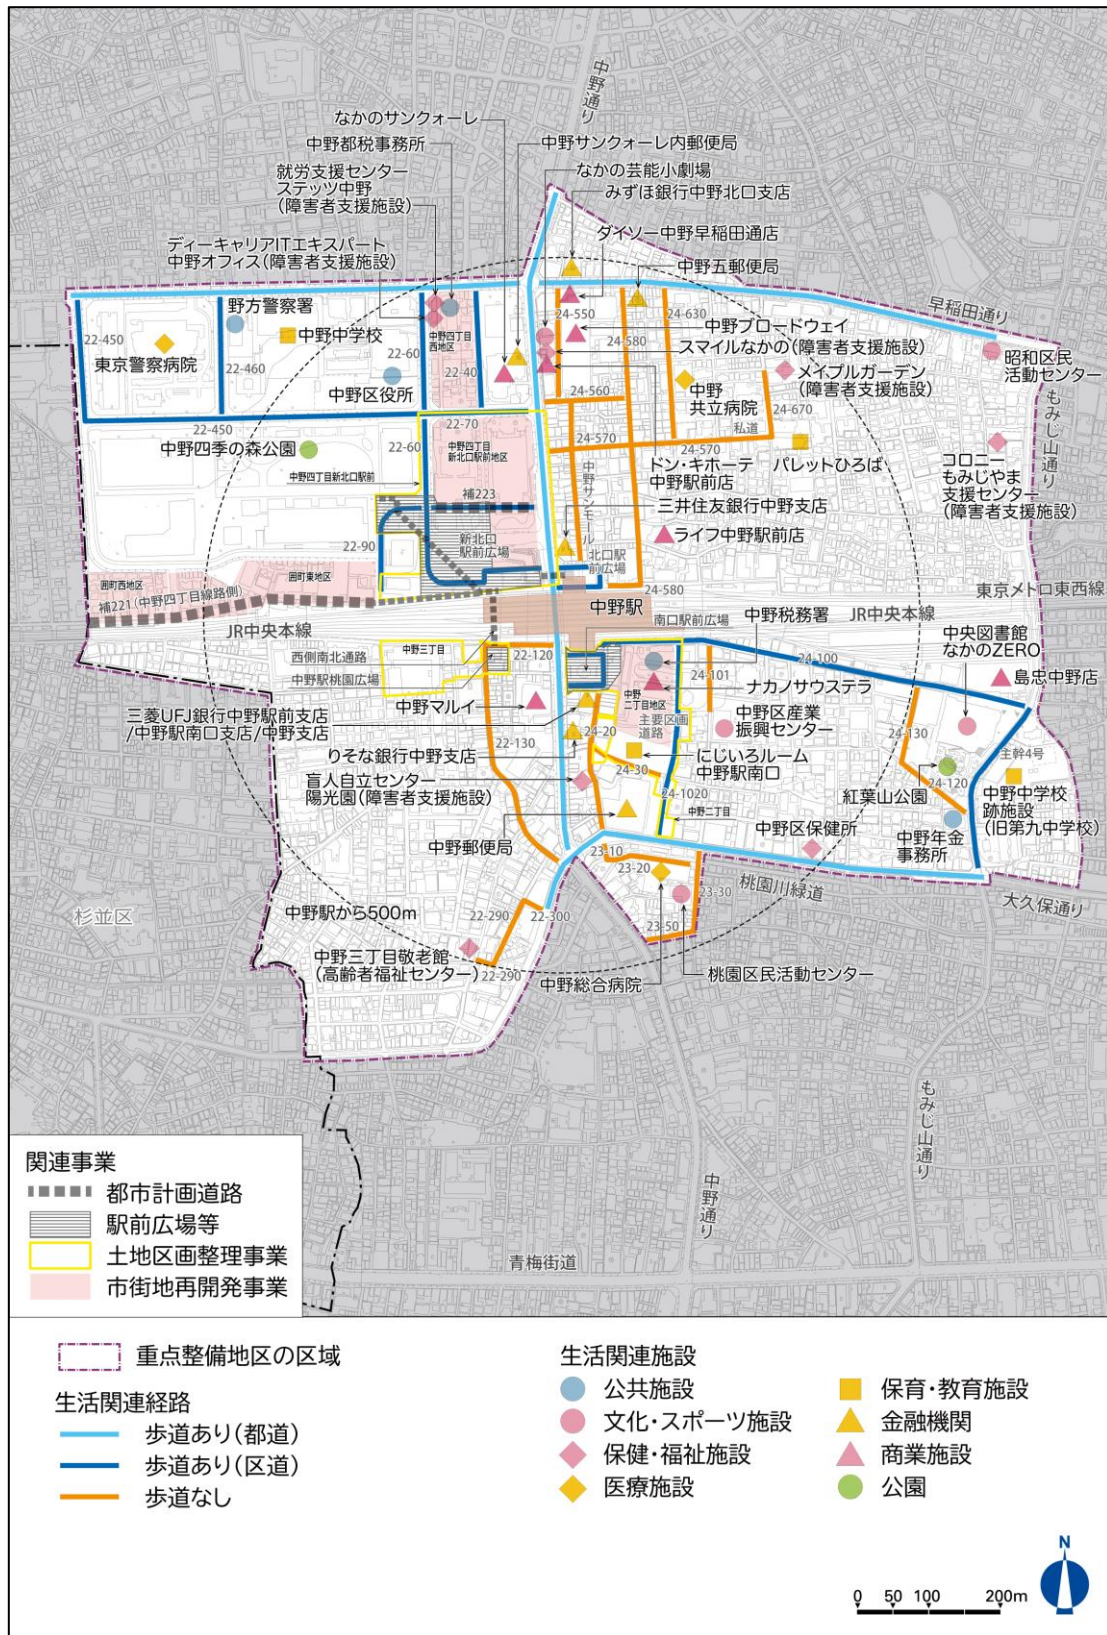 中野通り
なかのサンクォーレ
中野都税事務所
中野サンクォーレ内郵便局
就労支援センター
ステッツ中野
(障害者支援施設)
なかの芸能小劇場
みずほ銀行中野北口支店
ダイソー中野早稲田通店
ディーキャリアITエキスパート
中野オフィス(障害者支援施設)
中野五郵便局
早稲田通り
野方警察署
中野中学校
22-450
22-460
22-60
22-40
中野四丁目
西地区
24-550
24-580
24-630
中野ブロードウェイ
スマイルなかの(障害者支援施設)
昭和区民
活動センター
東京警察病院
中野区役所
メイプルガーデン
(障害者支援施設)
中野
共立病院
24-560
24-670
私道
もみじ山通り
22-450
22-70
22-60
中野四丁目
新北口駅前地区
24-570
24-570
中野四季の森公園
中野四丁目新北口駅前
中野サンモール
ドン・キホーテ
中野駅前店
パレットひろば
コロニー
もみじやま
支援センター
(障害者支援施設)
補223
三井住友銀行中野支店
新北口
駅前広場
ライフ中野駅前店
22-90
北口駅
前広場
囲町西地区
囲町東地区
24-580
東京メトロ東西線
補221(中野四丁目線路側)
中野駅
JR中央本線
JR中央本線
南口駅前広場
中野税務署
中央図書館
なかのZERO
西側南北通路
中野三丁目
22-120
24-100
中野駅桃園広場
24-101
島忠中野店
中野マルイ
中野
二丁目地区
ナカノサウステラ
三菱UFJ銀行中野駅前支店
/中野駅南口支店/中野支店
主要区画
道路
中野区産業
振興センター
24-130
22-130
24-20
りそな銀行中野支店
にじいろルーム
中野駅南口
主幹4号
24-30
盲人自立センター
陽光園(障害者支援施設)
24-1020
紅葉山公園
24-120
中野中学校
跡施設
(旧第九中学校)
中野二丁目
中野郵便局
中野区保健所
中野年金
事務所
23-10
23-20
桃園川緑道
大久保通り
23-30
中野駅から500m
22-290
22-300
杉並区
23-50
中野三丁目敬老館
(高齢者福祉センター)
22-290
中野総合病院
桃園区民活動センター
もみじ山通り
中野通り
青梅街道
関連事業
都市計画道路
駅前広場等
土地区画整理事業
市街地再開発事業
重点整備地区の区域
生活関連経路
歩道あり(都道)
歩道あり(区道)
歩道なし
生活関連施設
公共施設
文化・スポーツ施設
保健・福祉施設
医療施設
保育・教育施設
金融機関
商業施設
公園
N
0 50 100 200m